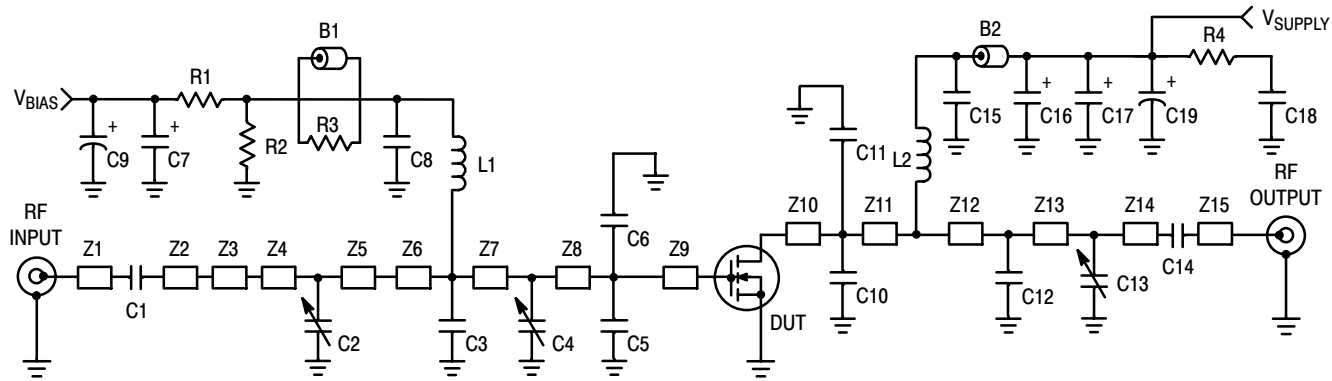 V_SUPPLY
B1
B2
R4
V_BIAS
R1
+
+
C9
C7
R2
R3
C8
L1
C15
+
C16
+
C17
+
C19
C18
C11
L2
C6
RF
INPUT
Z1
C1
Z2
Z3
Z4
C2
Z5
Z6
C3
Z7
C4
Z8
C5
Z9
DUT
Z10
C10
Z11
Z12
C12
Z13
C13
Z14
C14
Z15
RF
OUTPUT